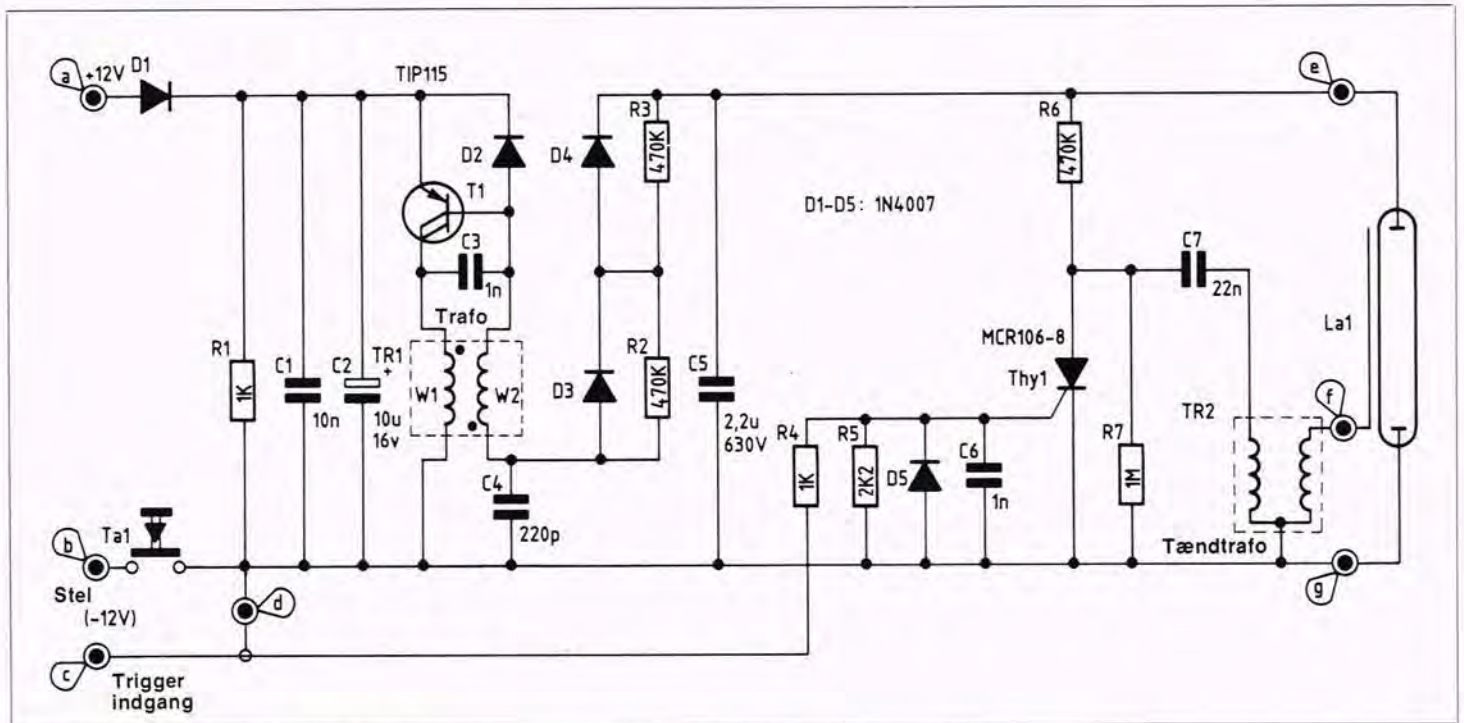 a
+12V
D1
TIP115
D2
T1
C3
1n
Trafo
TR1
W1
W2
R1
1K
C1
10n
C2
+
10u
16v
C4
220p
D4
D3
R3
470K
R2
470K
C5
2,2u
630V
D1-D5: 1N4007
R6
470K
MCR106-8
Thy1
R4
1K
R5
2K2
D5
C6
1n
R7
1M
C7
22n
TR2
Tændtrafo
La1
e
f
g
b
Ta1
Stel
(-12V)
d
c
Trigger
indgang